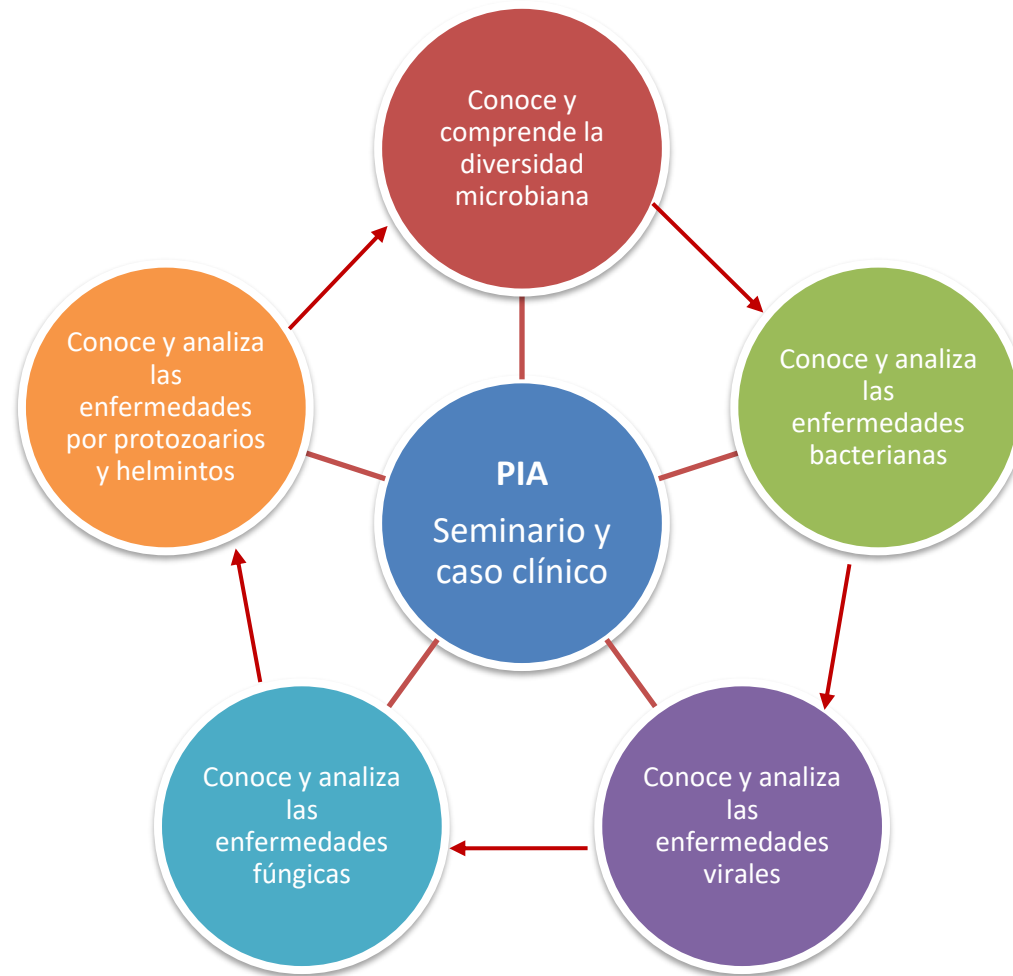 Conoce y
comprende la
diversidad
microbiana
Conoce y analiza
las
enfermedades
bacterianas
Conoce y analiza
las
enfermedades
virales
Conoce y analiza
las
enfermedades
fúngicas
Conoce y analiza
las
enfermedades
por protozoarios
y helmintos
PIA
Seminario y
caso clínico